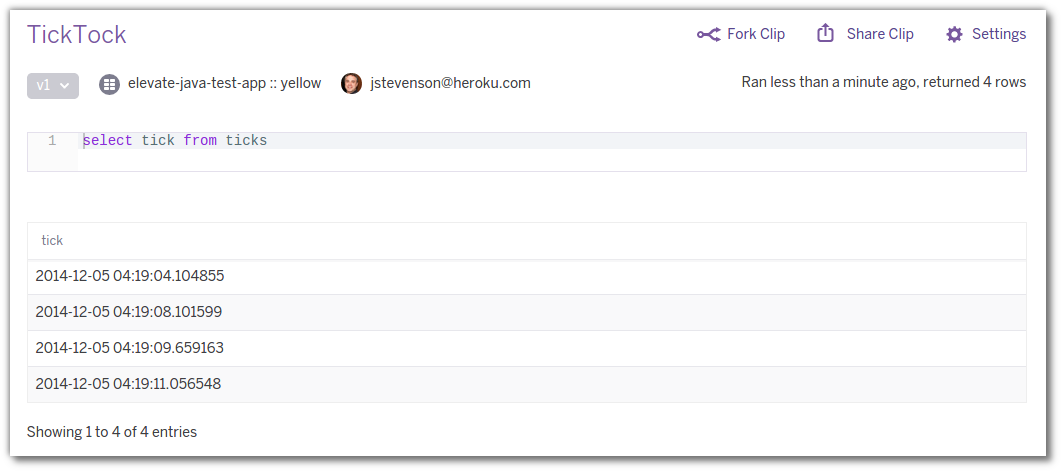 TickTock
Fork Clip Share Clip Settings
v1 elevate-java-test-app :: yellow jstevenson@heroku.com Ran less than a minute ago, returned 4 rows
1 select tick from ticks
tick
2014-12-05 04:19:04.104855
2014-12-05 04:19:08.101599
2014-12-05 04:19:09.659163
2014-12-05 04:19:11.056548
Showing 1 to 4 of 4 entries